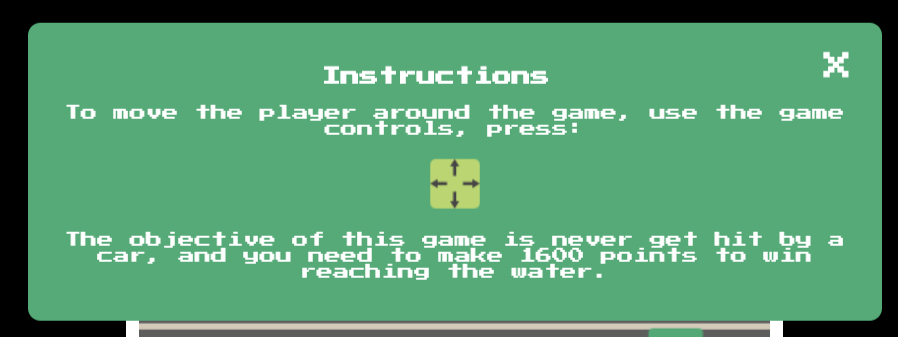 Instructions
X
To move the player around the game, use the game
controls, press:
The objective of this game is never get hit by a
car, and you need to make 1600 points to win
reaching the water.